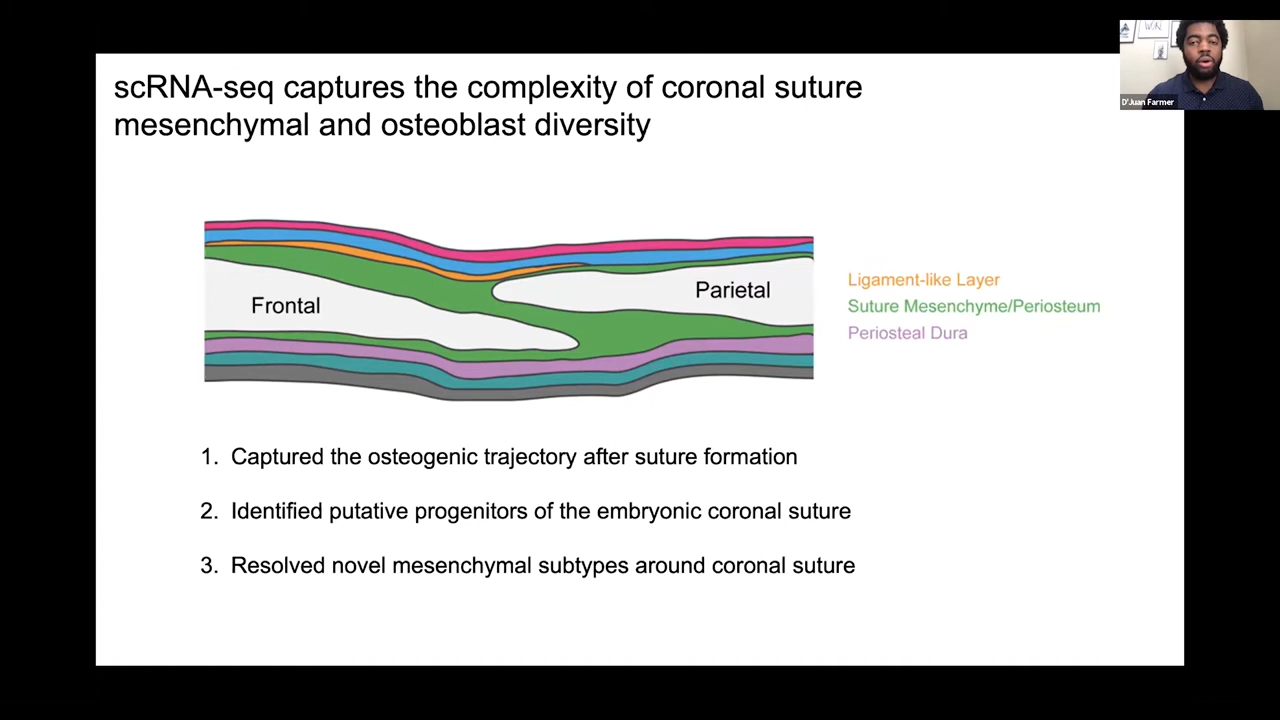 scRNA-seq captures the complexity of coronal suture
mesenchymal and osteoblast diversity
D'Juan Farmer
Frontal
Parietal
Ligament-like Layer
Suture Mesenchyme/Periosteum
Periosteal Dura
1. Captured the osteogenic trajectory after suture formation
2. Identified putative progenitors of the embryonic coronal suture
3. Resolved novel mesenchymal subtypes around coronal suture